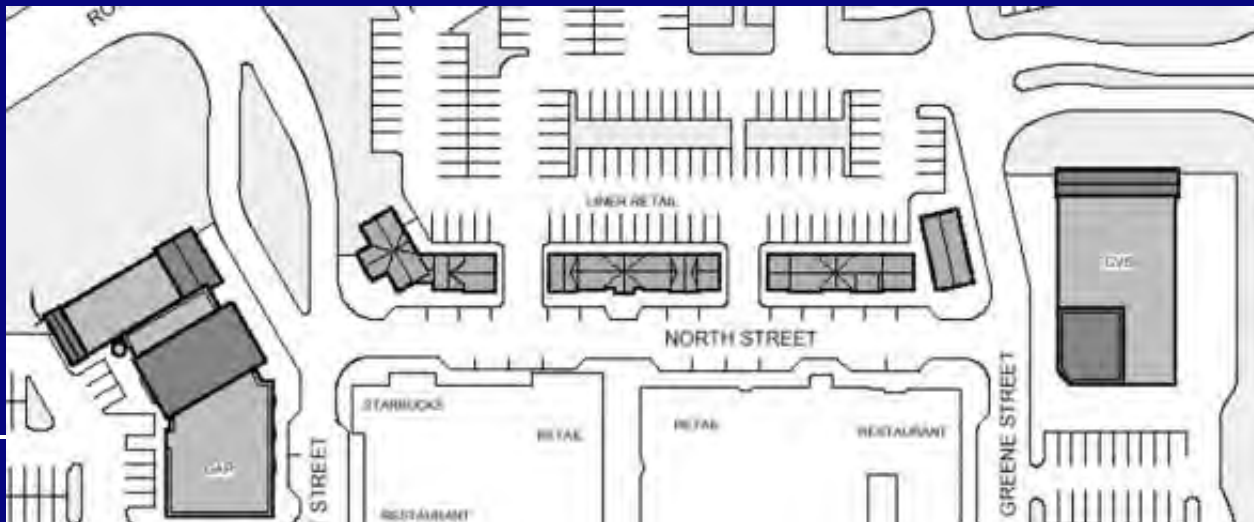 LINER RETAIL
CVS
NORTH STREET
STARBUCKS
RETAIL
RETAIL
RESTAURANT
GAP
STREET
GREENE STREET
RESTAURANT